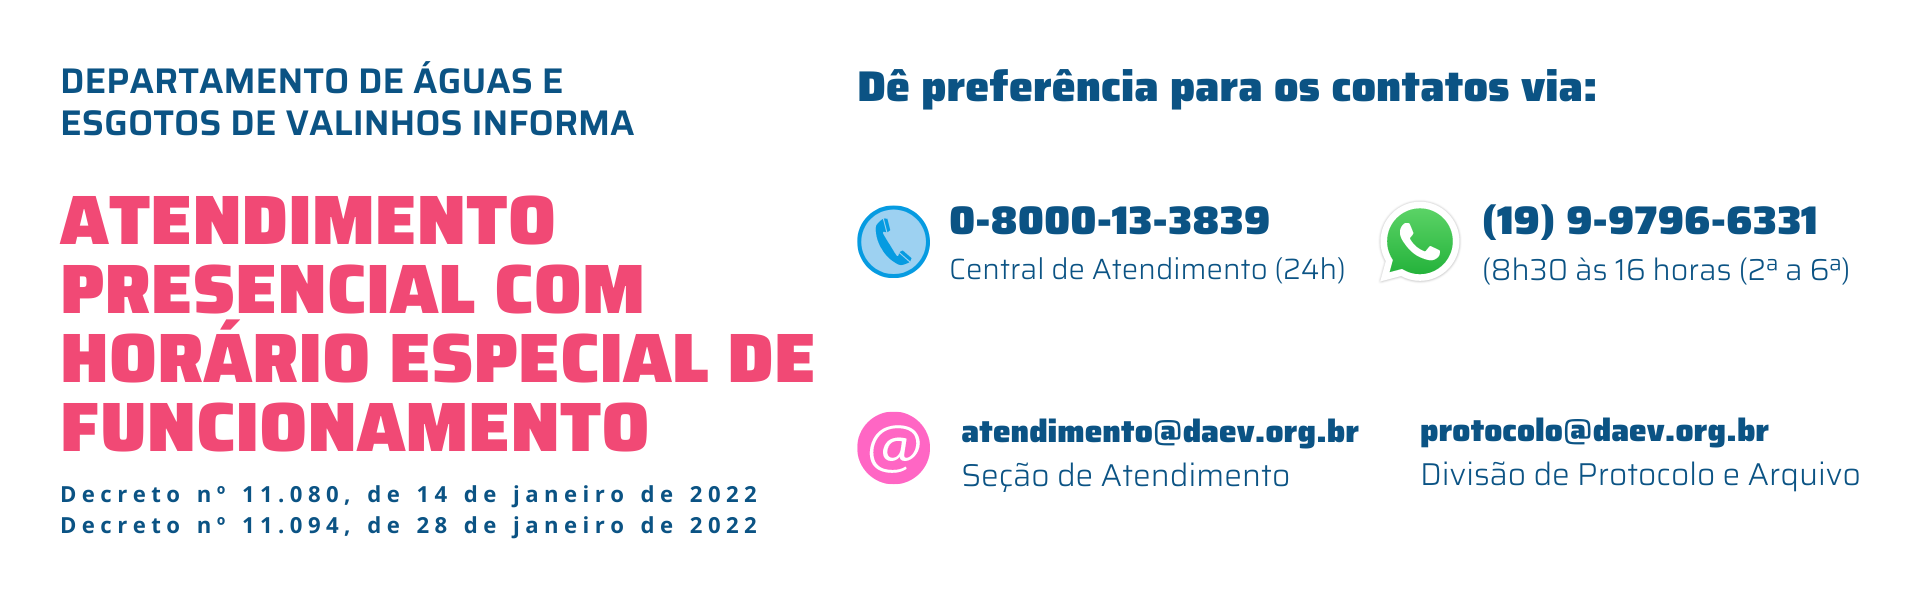 DEPARTAMENTO DE ÁGUAS E
ESGOTOS DE VALINHOS INFORMA
ATENDIMENTO
PRESENCIAL COM
HORÁRIO ESPECIAL DE
FUNCIONAMENTO
Decreto nº 11.080, de 14 de janeiro de 2022
Decreto nº 11.094, de 28 de janeiro de 2022
Dê preferência para os contatos via:
0-8000-13-3839
Central de Atendimento (24h)
(19) 9-9796-6331
(8h30 às 16 horas (2ª a 6ª)
@
atendimento@daev.org.br
Seção de Atendimento
protocolo@daev.org.br
Divisão de Protocolo e Arquivo